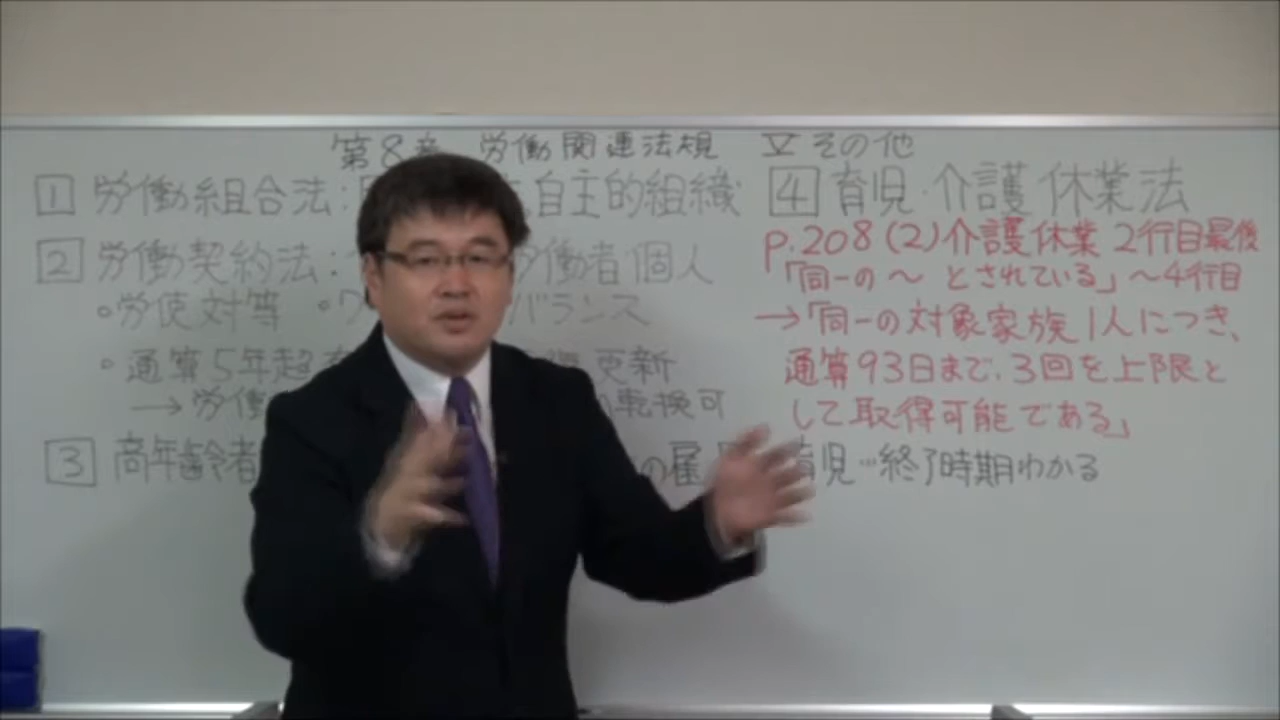 第8章 労働関連法規 Ⅴその他
1 労働組合法: 自主的組織
2 労働契約法: 労働者個人
・労使対等 ・ワ バランス
・通算5年超 更新
→労働 転換可
3 高年齢者 の雇
4 育児・介護休業法
p.208(2)介護休業 2行目最後
「同一の～とされている」～4行目
→「同一の対象家族1人につき、
通算93日まで、3回を上限と
して取得可能である」
育児…終了時期わかる